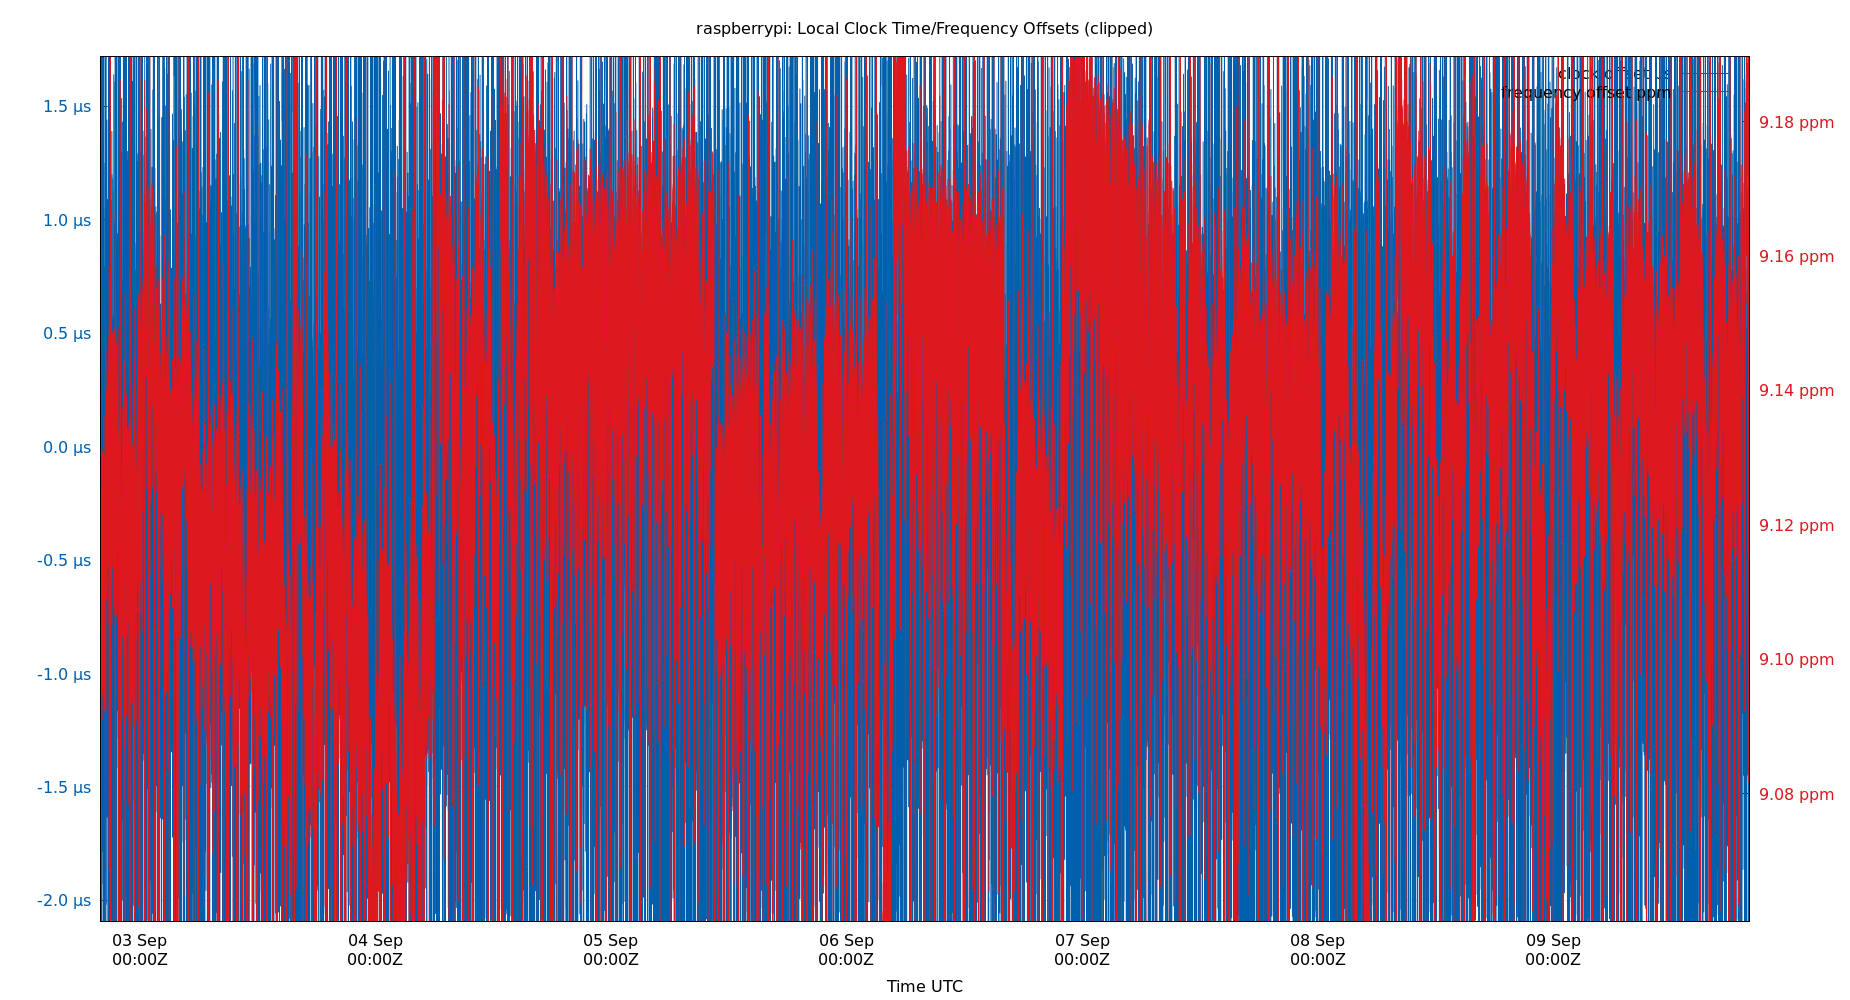 raspberrypi: Local Clock Time/Frequency Offsets (clipped)
clock offset µs
frequency offset ppm
1.5 µs
1.0 µs
0.5 µs
0.0 µs
-0.5 µs
-1.0 µs
-1.5 µs
-2.0 µs
9.18 ppm
9.16 ppm
9.14 ppm
9.12 ppm
9.10 ppm
9.08 ppm
03 Sep
00:00Z
04 Sep
00:00Z
05 Sep
00:00Z
06 Sep
00:00Z
07 Sep
00:00Z
08 Sep
00:00Z
09 Sep
00:00Z
Time UTC